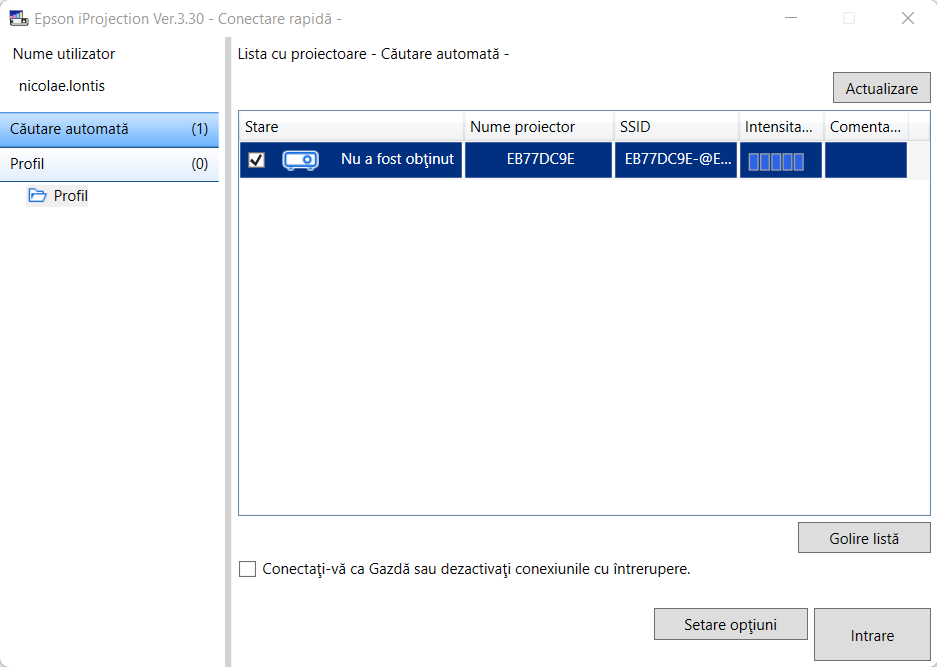 Epson iProjection Ver.3.30 - Conectare rapidă -
Nume utilizator
nicolae.lontis
Căutare automată (1)
Profil (0)
Profil
Lista cu proiectoare - Căutare automată -
Actualizare
Stare Nume proiector SSID Intensita... Comenta...
Nu a fost obţinut EB77DC9E EB77DC9E-@E...
Golire listă
Conectaţi-vă ca Gazdă sau dezactivaţi conexiunile cu întrerupere.
Setare opţiuni
Intrare